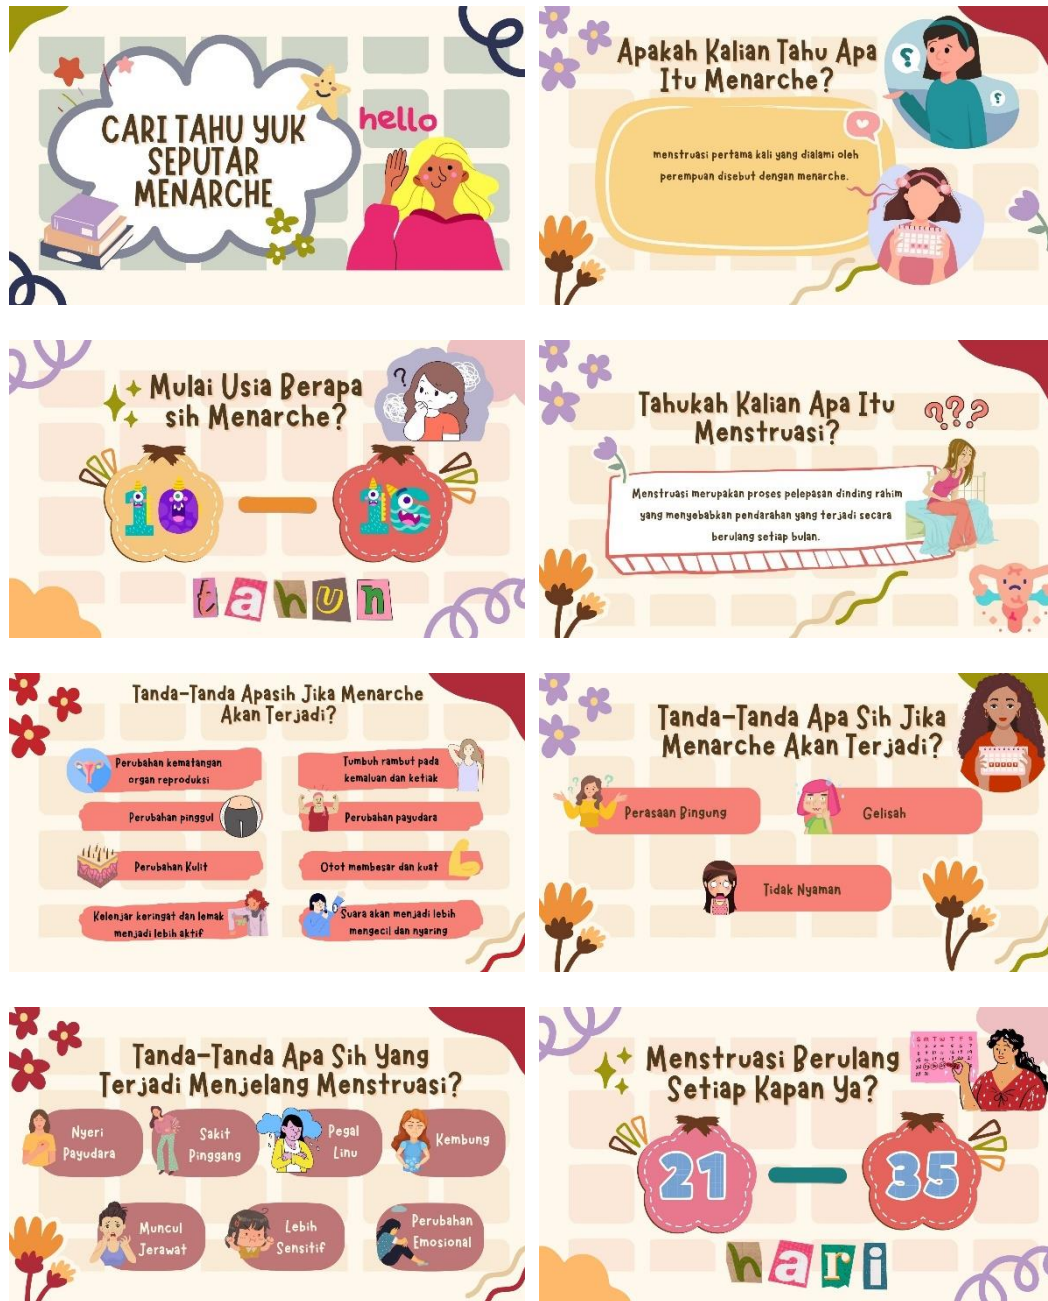 CARI TAHU YUK
SEPUTAR
MENARCHE
hello
Apakah Kalian Tahu Apa
Itu Menarche?
menstruasi pertama kali yang dialami oleh
perempuan disebut dengan menarche.
Mulai Usia Berapa
sih Menarche?
?
10 - 16
tahun
Tahukah Kalian Apa Itu
Menstruasi?
???
Menstruasi merupakan proses pelepasan dinding rahim
yang menyebabkan pendarahan yang terjadi secara
berulang setiap bulan.
Tanda-Tanda Apasih Jika Menarche
Akan Terjadi?
Perubahan kematangan
organ reproduksi
Tumbuh rambut pada
kemaluan dan ketiak
Perubahan pinggul
Perubahan payudara
Perubahan Kulit
Otot membesar dan kuat
Kelenjar keringat dan lemak
menjadi lebih aktif
Suara akan menjadi lebih
mengecil dan nyaring
Tanda-Tanda Apa Sih Jika
Menarche Akan Terjadi?
Perasaan Bingung
Gelisah
Tidak Nyaman
Tanda-Tanda Apa Sih Yang
Terjadi Menjelang Menstruasi?
Nyeri
Payudara
Sakit
Pinggang
Pegal
Linu
Kembung
Muncul
Jerawat
Lebih
Sensitif
Perubahan
Emosional
Menstruasi Berulang
Setiap Kapan Ya?
S M T W T F S
21 - 35
hari